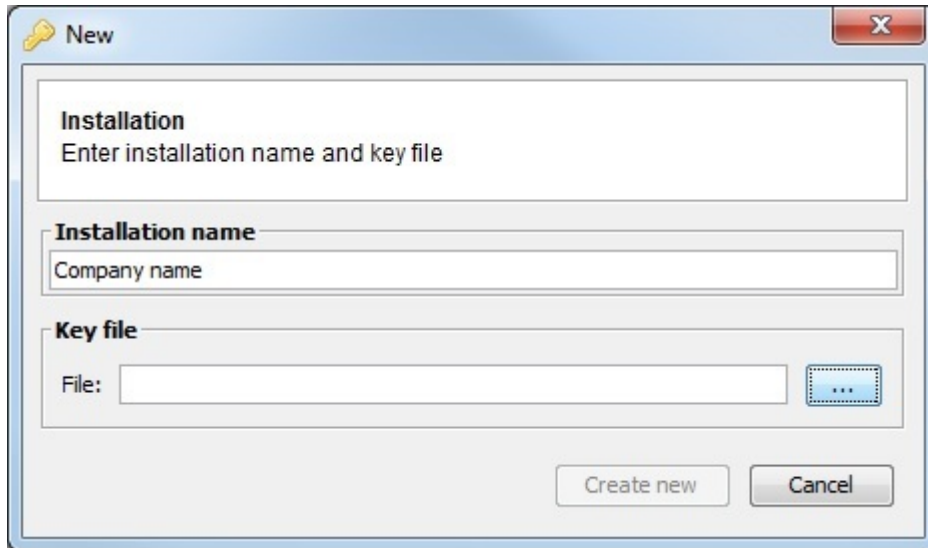 New
Installation
Enter installation name and key file
Installation name
Company name
Key file
File:
...
Create new
Cancel